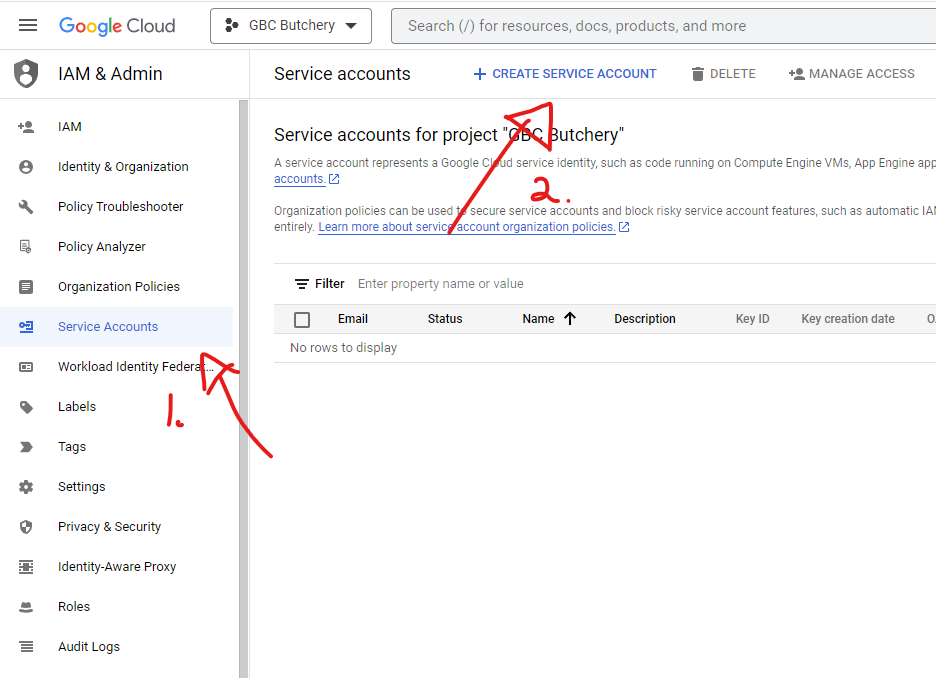 Google Cloud
GBC Butchery
Search (/) for resources, docs, products, and more
IAM & Admin
Service accounts
+ CREATE SERVICE ACCOUNT
DELETE
MANAGE ACCESS
IAM
Identity & Organization
Policy Troubleshooter
Policy Analyzer
Organization Policies
Service Accounts
Workload Identity Federat...
Labels
Tags
Settings
Privacy & Security
Identity-Aware Proxy
Roles
Audit Logs
1.
Service accounts for project "GBC Butchery"
A service account represents a Google Cloud service identity, such as code running on Compute Engine VMs, App Engine app
accounts.
2.
Organization policies can be used to secure service accounts and block risky service account features, such as automatic IAM
entirely. Learn more about service account organization policies.
Filter Enter property name or value
Email Status Name Description Key ID Key creation date
No rows to display